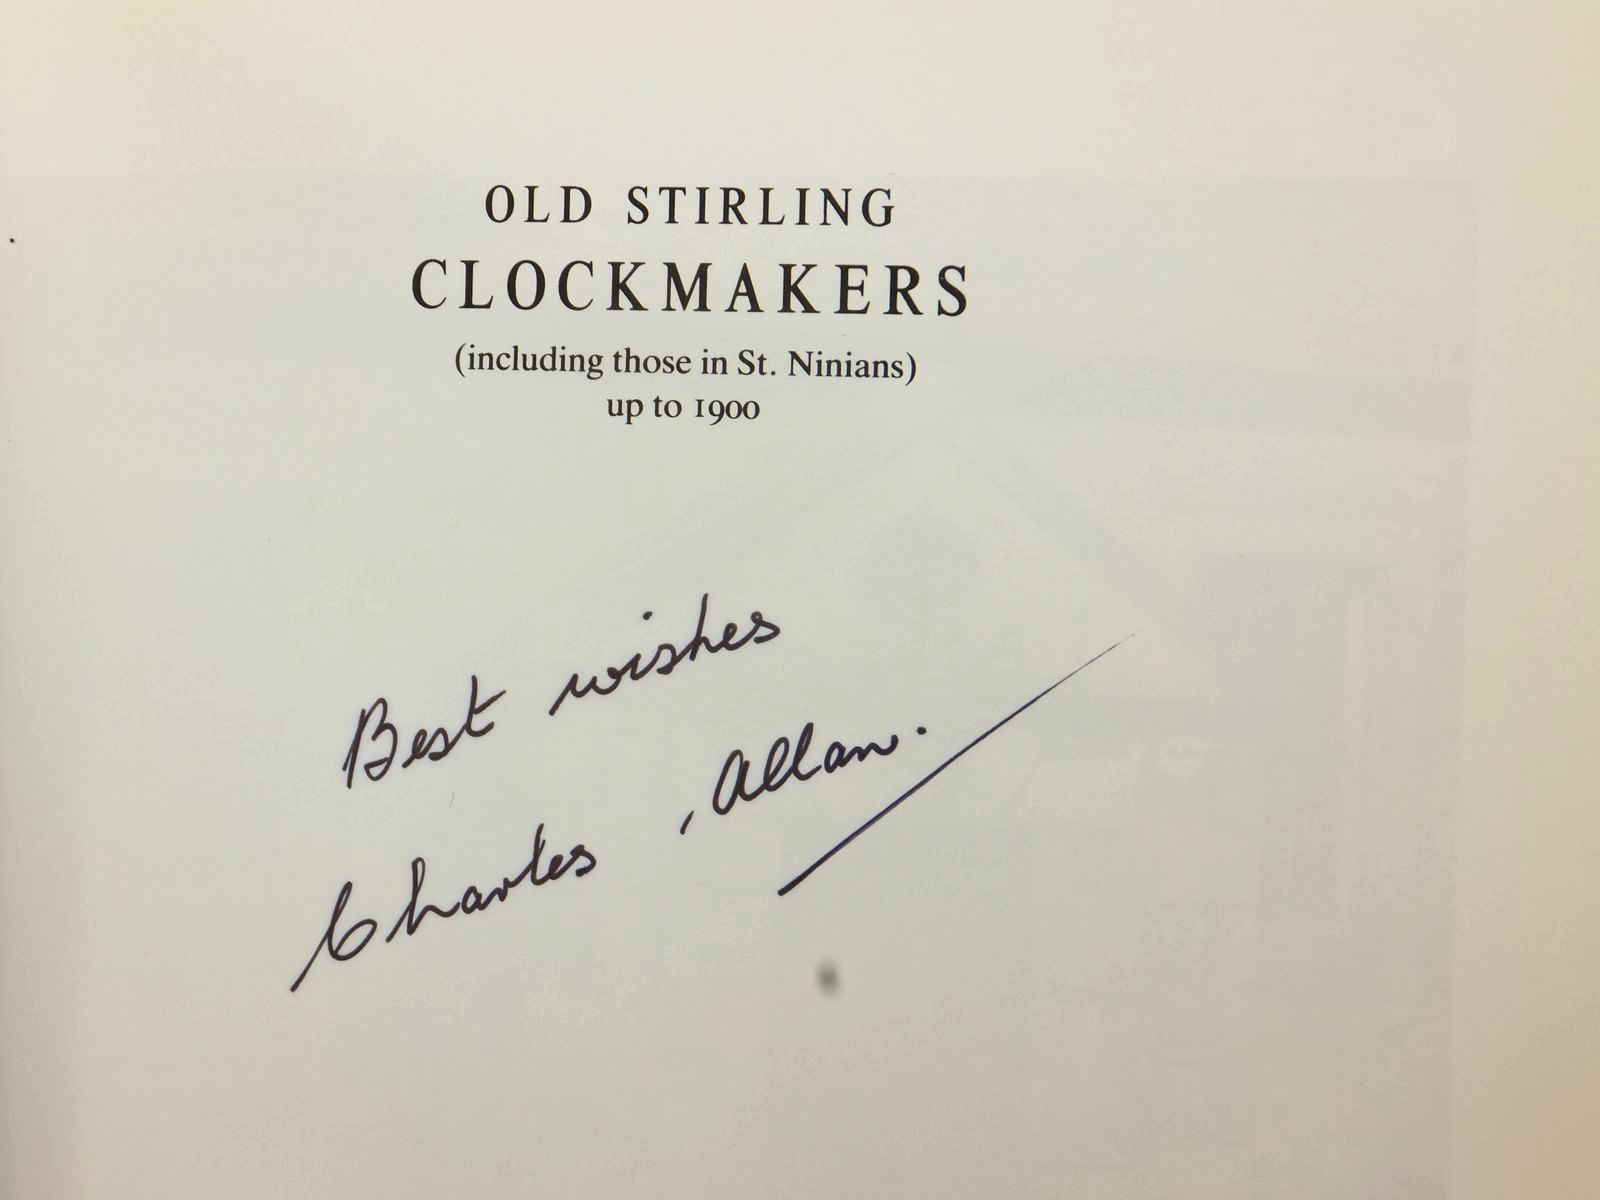 OLD STIRLING
CLOCKMAKERS
(including those in St. Ninians)
up to 1900
Best wishes
Charles Allan.